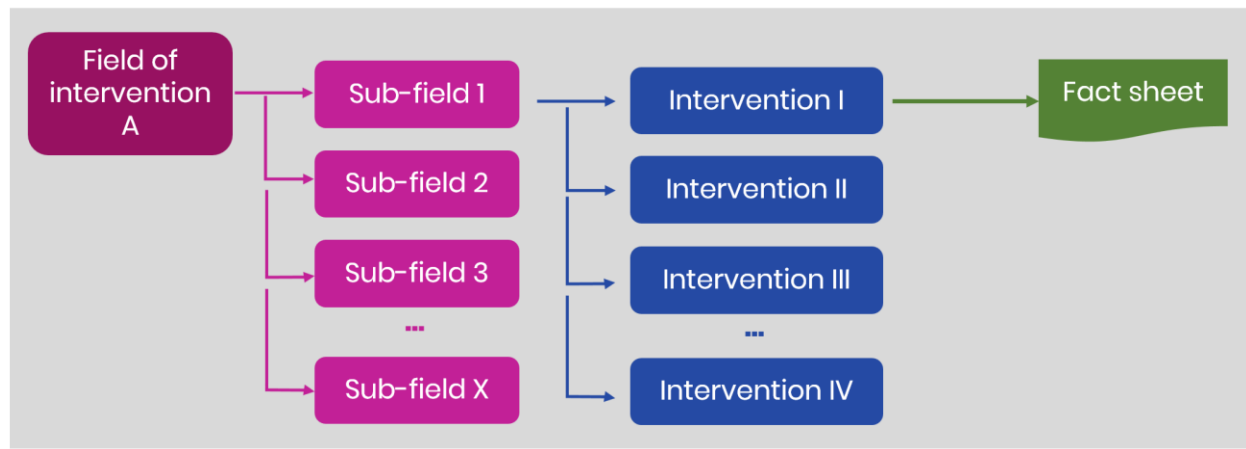 Field of
intervention
A
Sub-field 1
Sub-field 2
Sub-field 3
...
Sub-field X
Intervention I
Intervention II
Intervention III
...
Intervention IV
Fact sheet